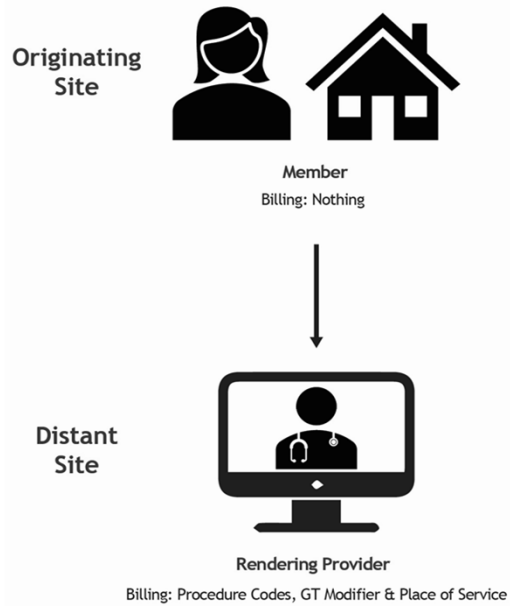 Originating
Site
Member
Billing: Nothing
Distant
Site
Rendering Provider
Billing: Procedure Codes, GT Modifier & Place of Service